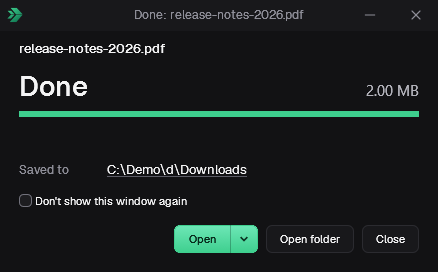 Done: release-notes-2026.pdf
release-notes-2026.pdf
Done 2.00 MB
Saved to C:\Demo\d\Downloads
Don't show this window again
Open Open folder Close